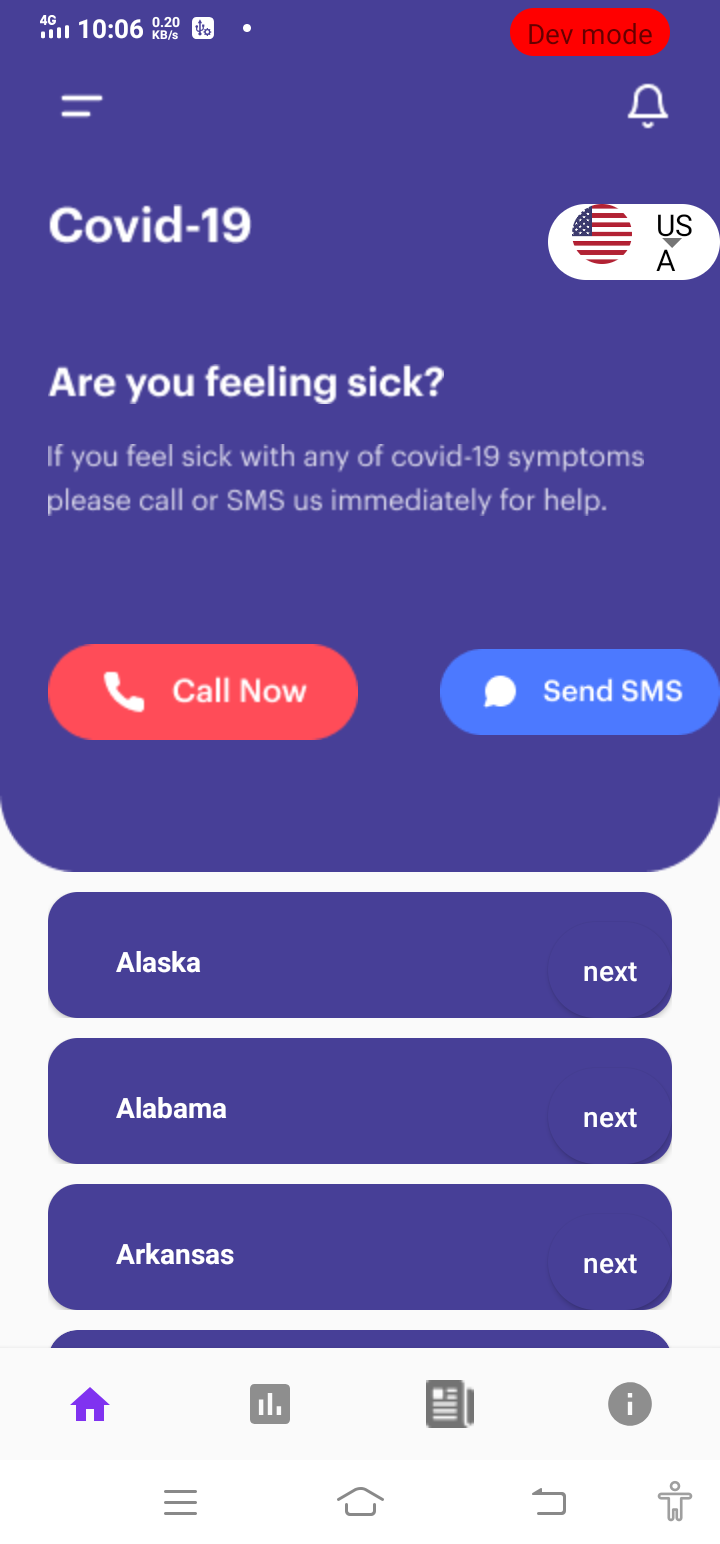 4G 10:06 0.20 KB/s
Dev mode
Covid-19
US
A
Are you feeling sick?
If you feel sick with any of covid-19 symptoms
please call or SMS us immediately for help.
Call Now
Send SMS
Alaska
next
Alabama
next
Arkansas
next